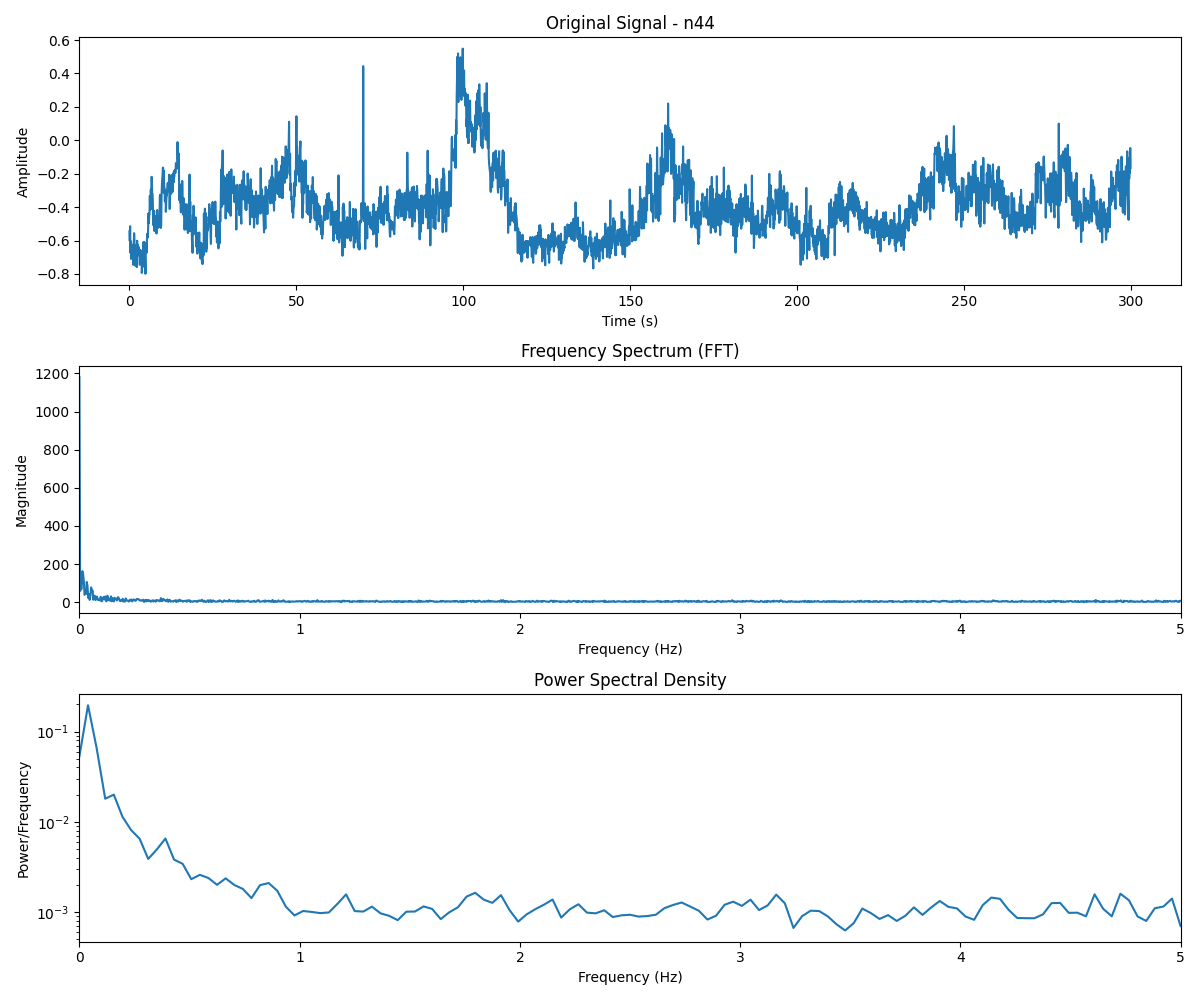 Original Signal - n44
0.6
0.4
0.2
0.0
−0.2
−0.4
−0.6
−0.8
Amplitude
0 50 100 150 200 250 300
Time (s)
Frequency Spectrum (FFT)
1200
1000
800
600
400
200
0
Magnitude
0 1 2 3 4 5
Frequency (Hz)
Power Spectral Density
10⁻¹
10⁻²
10⁻³
Power/Frequency
0 1 2 3 4 5
Frequency (Hz)